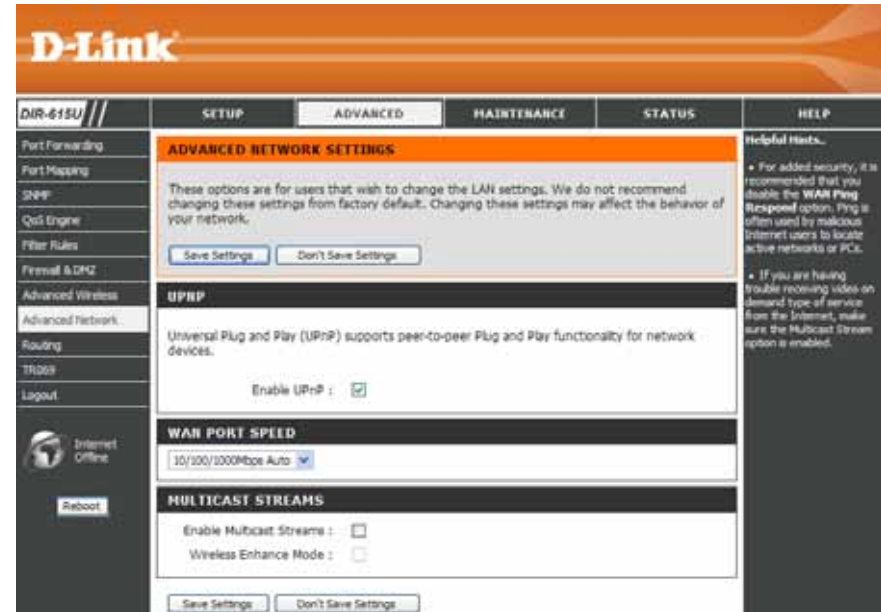 D-Link
DIR-615U
SETUP
ADVANCED
MAINTENANCE
STATUS
HELP
Port Forwarding
Port Mapping
SNMP
QoS Engine
Filter Rules
Firewall & DMZ
Advanced Wireless
Advanced Network
Routing
TR069
Logout
Internet
Offline
Reboot
ADVANCED NETWORK SETTINGS
These options are for users that wish to change the LAN settings. We do not recommend
changing these settings from factory default. Changing these settings may affect the behavior of
your network.
Save Settings
Don't Save Settings
UPNP
Universal Plug and Play (UPnP) supports peer-to-peer Plug and Play functionality for network
devices.
Enable UPnP :
WAN PORT SPEED
10/100/1000Mbps Auto
MULTICAST STREAMS
Enable Multicast Streams :
Wireless Enhance Mode :
Save Settings
Don't Save Settings
Helpful Hints..
• For added security, it is
recommended that you
disable the WAN Ping
Respond option. Ping is
often used by malicious
Internet users to locate
active networks or PCs.
• If you are having
trouble receiving video on
demand type of service
from the Internet, make
sure the Multicast Stream
option is enabled.